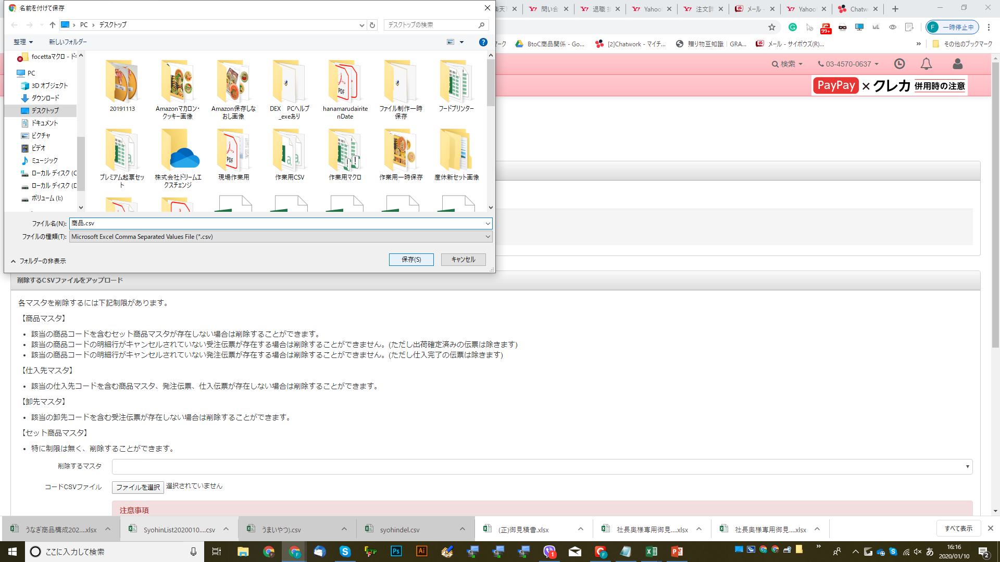 名前を付けて保存
PC › デスクトップ
デスクトップの検索
整理
新しいフォルダー
focettaマクロ - ドキ
PC
3D オブジェクト
ダウンロード
デスクトップ
ドキュメント
ピクチャ
ビデオ
ミュージック
ローカル ディスク (C
ローカル ディスク (D
ボリューム (I:)
20191113
Amazonマカロン・
クッキー画像
Amazon保存しな
おし画像
DEX PCヘルプ
_exeあり
hanamarudairite
nDate
ファイル制作一時
保存
フードプリンター
プレミアム起票セッ
ト
株式会社ドリームエ
クスチェンジ
現場作業用
作業用CSV
作業用マクロ
作業用一時保存
産休新セット画像
ファイル名(N):
商品.csv
ファイルの種類(T):
Microsoft Excel Comma Separated Values File (*.csv)
フォルダーの非表示
保存(S)
キャンセル
楽天市
問い合
退職 挨
Yahoo!
注文詳
メール -
Yahoo!
Chatw
99+
F 一時停止中
ーク
BtoC商品関係 - Go...
[2]Chatwork - マイチ...
贈り物豆知識｜GRA...
メール - サイボウズ(R)...
»
その他のブックマーク
検索
03-4570-0637
PayPay×クレカ 併用時の注意
削除するCSVファイルをアップロード
各マスタを削除するには下記制限があります。
【商品マスタ】
• 該当の商品コードを含むセット商品マスタが存在しない場合は削除することができます。
• 該当の商品コードの明細行がキャンセルされていない受注伝票が存在する場合は削除することができません。(ただし出荷確定済みの伝票は除きます)
• 該当の商品コードの明細行がキャンセルされていない発注伝票が存在する場合は削除することができません。(ただし仕入完了の伝票は除きます)
【仕入先マスタ】
• 該当の仕入先コードを含む商品マスタ、発注伝票、仕入伝票が存在しない場合は削除することができます。
【卸先マスタ】
• 該当の卸先コードを含む受注伝票が存在しない場合は削除することができます。
【セット商品マスタ】
• 特に制限は無く、削除することができます。
削除するマスタ
コードCSVファイル
ファイルを選択 選択されていません
注意事項
うなぎ商品構成202....xlsx
SyohinList2020010....csv
うまいやつ).csv
syohindel.csv
(正)御見積書.xlsx
社長奥様専用御見....xlsx
社長奥様専用御見....xlsx
すべて表示
ここに入力して検索
FFTP
Ps
Ai
1
»
あ
16:16
2020/01/10
2